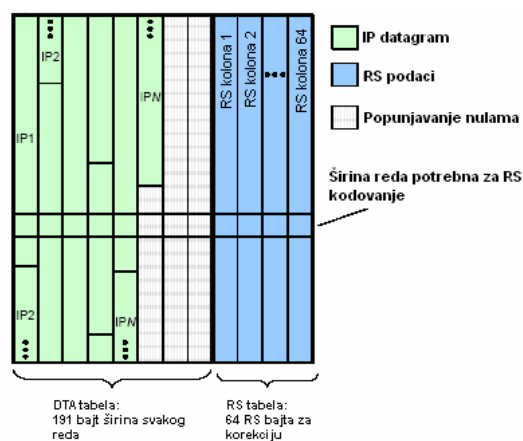 IP1
IP2
IP2
IPN
IPN
RS kolona 1
RS kolona 2
RS kolona 64
IP datagram
RS podaci
Popunjavanje nulama
Širina reda potrebna za RS
kodovanje
DTA tabela:
191 bajt širina svakog
reda
RS tabela:
64 RS bajta za
korekciju